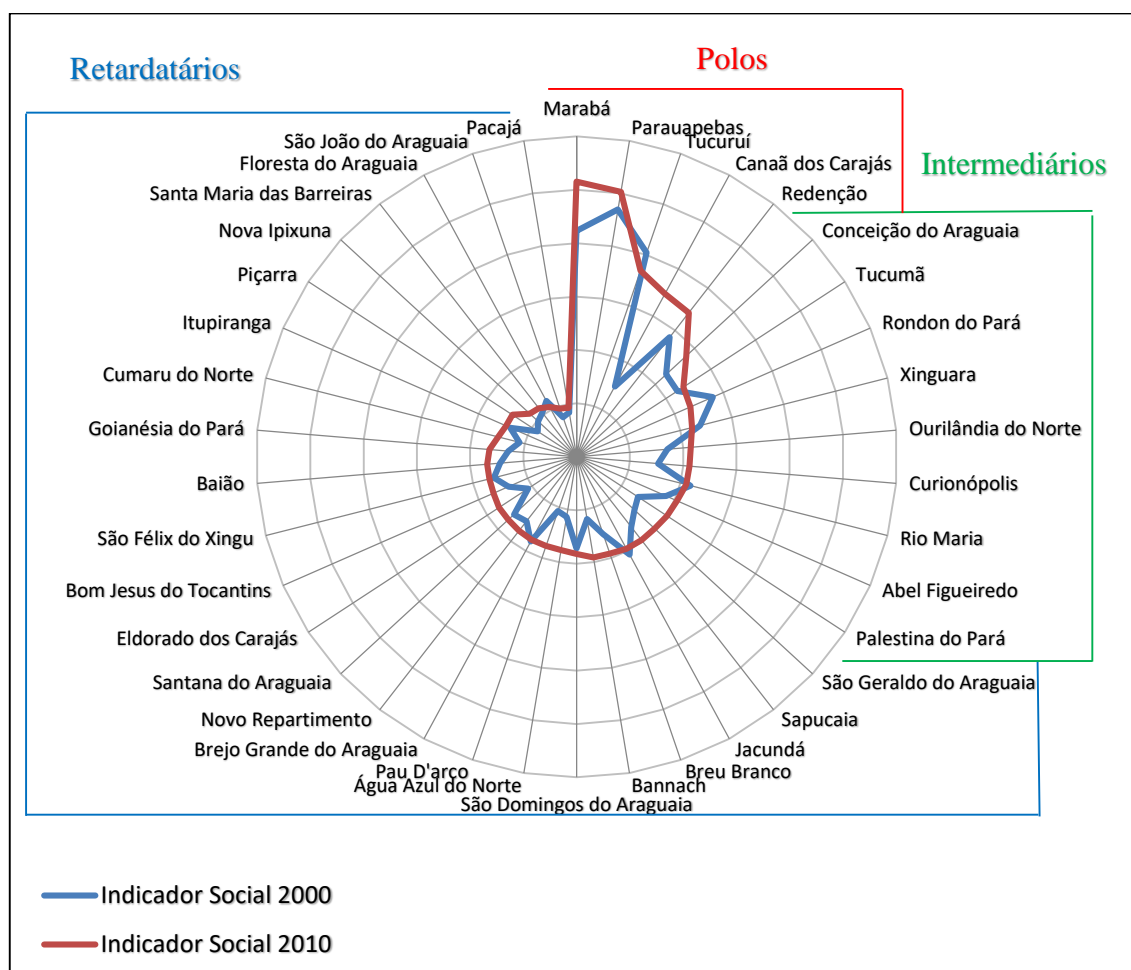 Retardatários
Polos
Intermediários
Marabá
Parauapebas
Tucuruí
Canaã dos Carajás
Redenção
Conceição do Araguaia
Tucumã
Rondon do Pará
Xinguara
Ourilândia do Norte
Curionópolis
Rio Maria
Abel Figueiredo
Palestina do Pará
São Geraldo do Araguaia
Sapucaia
Jacundá
Breu Branco
Bannach
São Domingos do Araguaia
Água Azul do Norte
Pau D'arco
Brejo Grande do Araguaia
Novo Repartimento
Santana do Araguaia
Eldorado dos Carajás
Bom Jesus do Tocantins
São Félix do Xingu
Baião
Goianésia do Pará
Cumaru do Norte
Itupiranga
Piçarra
Nova Ipixuna
Santa Maria das Barreiras
Floresta do Araguaia
São João do Araguaia
Pacajá
Indicador Social 2000
Indicador Social 2010